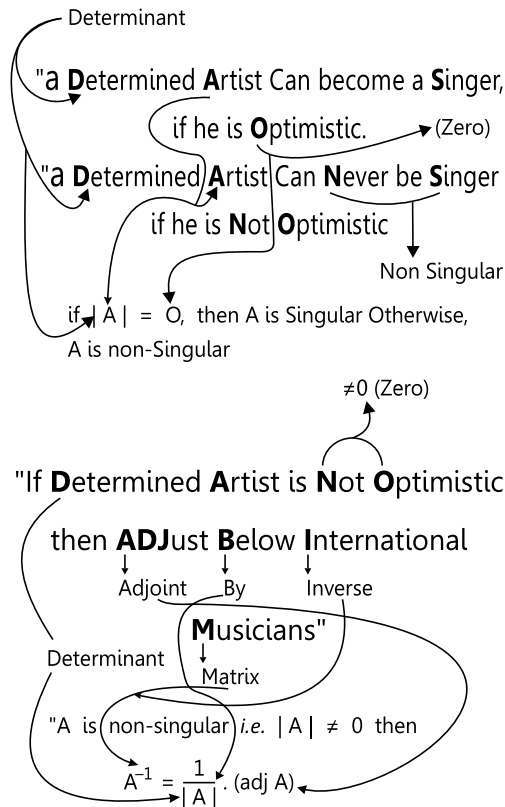 Determinant
"a Determined Artist Can become a Singer,
if he is Optimistic.
(Zero)
"a Determined Artist Can Never be Singer
if he is Not Optimistic
Non Singular
if |A| = O, then A is Singular Otherwise,
A is non-Singular
≠0 (Zero)
"If Determined Artist is Not Optimistic
then ADJust Below International
Adjoint By Inverse
Musicians"
Determinant
Matrix
"A is non-singular i.e. |A| ≠ 0 then
A⁻¹ = 1/|A| . (adj A)